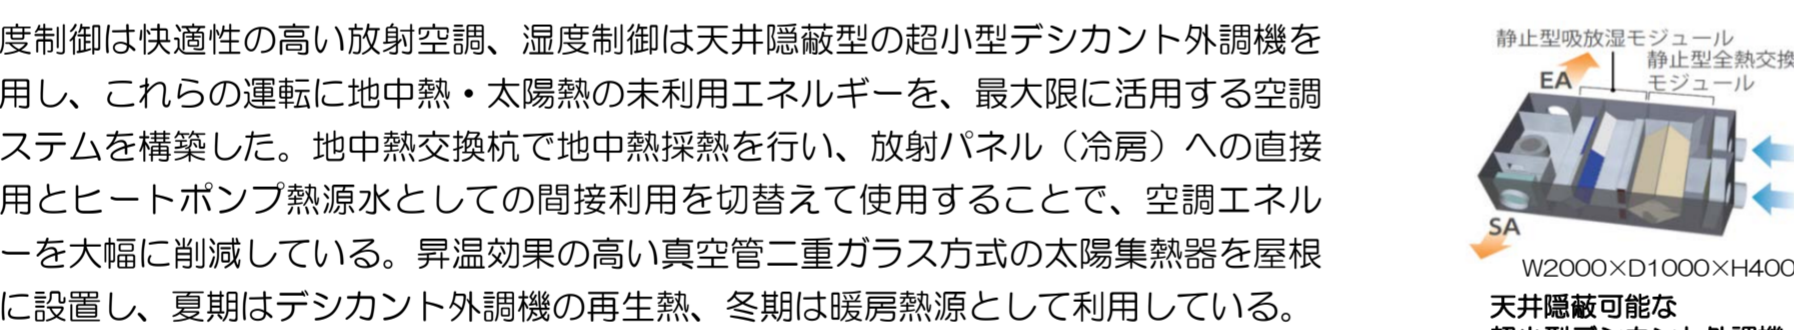 度制御は快適性の高い放射空調、湿度制御は天井隠蔽型の超小型デシカント外調機を
用し、これらの運転に地中熱・太陽熱の未利用エネルギーを、最大限に活用する空調
ステムを構築した。地中熱交換杭で地中熱採熱を行い、放射パネル（冷房）への直接
用とヒートポンプ熱源水としての間接利用を切替えて使用することで、空調エネル
ーを大幅に削減している。昇温効果の高い真空管二重ガラス方式の太陽集熱器を屋根
に設置し、夏期はデシカント外調機の再生熱、冬期は暖房熱源として利用している。
静止型吸放湿モジュール
静止型全熱交換
モジュール
EA
SA
W2000×D1000×H400
天井隠蔽可能な